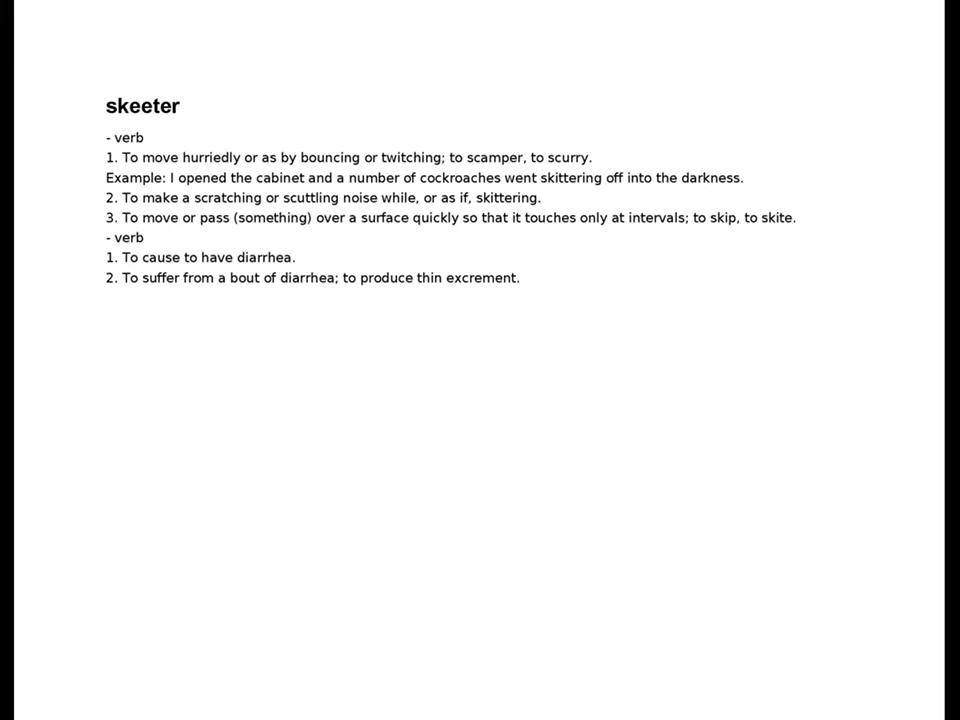 skeeter
- verb
1. To move hurriedly or as by bouncing or twitching; to scamper, to scurry.
Example: I opened the cabinet and a number of cockroaches went skittering off into the darkness.
2. To make a scratching or scuttling noise while, or as if, skittering.
3. To move or pass (something) over a surface quickly so that it touches only at intervals; to skip, to skite.
- verb
1. To cause to have diarrhea.
2. To suffer from a bout of diarrhea; to produce thin excrement.